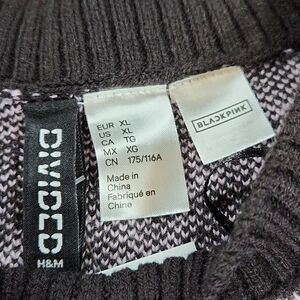 DIVIDED
H&M
EUR XL
US XL
CA TG
MX XG
CN 175/116A
Made in
China
Fabriqué en
Chine
BLACKPINK